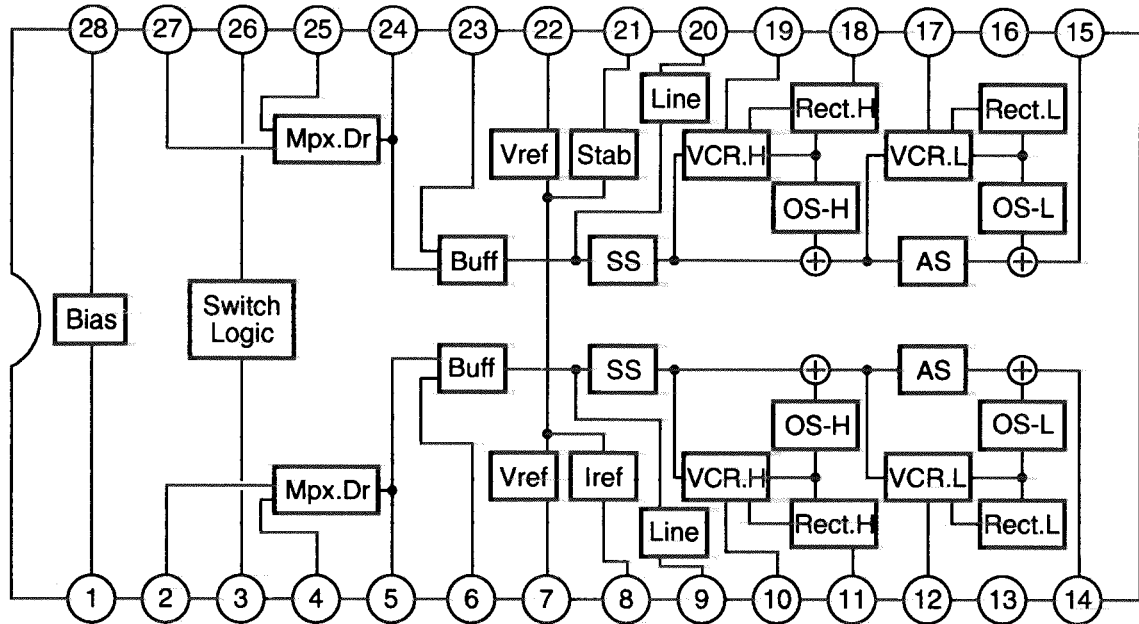 28 27 26 25 24 23 22 21 20 19 18 17 16 15
Line Rect.H Rect.L
Mpx.Dr Vref Stab VCR.H VCR.L
OS-H OS-L
Buff SS + AS +
Bias Switch
Logic
Buff SS + AS +
OS-H OS-L
Mpx.Dr Vref Iref VCR.H VCR.L
Line Rect.H Rect.L
1 2 3 4 5 6 7 8 9 10 11 12 13 14